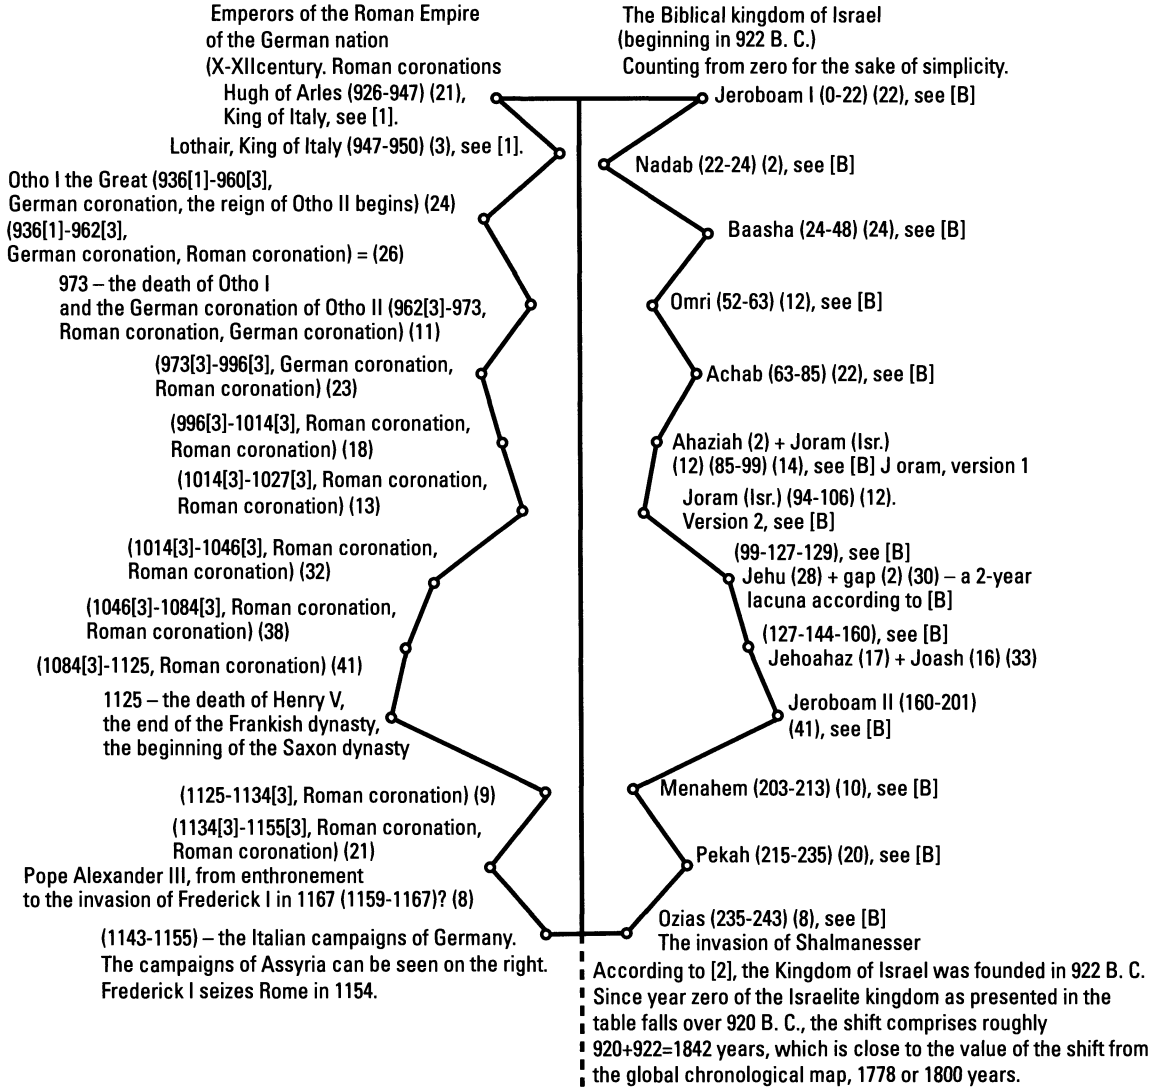 Emperors of the Roman Empire
of the German nation
(X-XIIcentury. Roman coronations
Hugh of Arles (926-947) (21),
King of Italy, see [1].
Lothair, King of Italy (947-950) (3), see [1].
Otho I the Great (936[1]-960[3],
German coronation, the reign of Otho II begins) (24)
(936[1]-962[3],
German coronation, Roman coronation) = (26)
973 – the death of Otho I
and the German coronation of Otho II (962[3]-973,
Roman coronation, German coronation) (11)
(973[3]-996[3], German coronation,
Roman coronation) (23)
(996[3]-1014[3], Roman coronation,
Roman coronation) (18)
(1014[3]-1027[3], Roman coronation,
Roman coronation) (13)
(1014[3]-1046[3], Roman coronation,
Roman coronation) (32)
(1046[3]-1084[3], Roman coronation,
Roman coronation) (38)
(1084[3]-1125, Roman coronation) (41)
1125 – the death of Henry V,
the end of the Frankish dynasty,
the beginning of the Saxon dynasty
(1125-1134[3], Roman coronation) (9)
(1134[3]-1155[3], Roman coronation,
Roman coronation) (21)
Pope Alexander III, from enthronement
to the invasion of Frederick I in 1167 (1159-1167)? (8)
(1143-1155) – the Italian campaigns of Germany.
The campaigns of Assyria can be seen on the right.
Frederick I seizes Rome in 1154.
The Biblical kingdom of Israel
(beginning in 922 B. C.)
Counting from zero for the sake of simplicity.
Jeroboam I (0-22) (22), see [B]
Nadab (22-24) (2), see [B]
Baasha (24-48) (24), see [B]
Omri (52-63) (12), see [B]
Achab (63-85) (22), see [B]
Ahaziah (2) + Joram (Isr.)
(12) (85-99) (14), see [B] J oram, version 1
Joram (Isr.) (94-106) (12).
Version 2, see [B]
(99-127-129), see [B]
Jehu (28) + gap (2) (30) – a 2-year
lacuna according to [B]
(127-144-160), see [B]
Jehoahaz (17) + Joash (16) (33)
Jeroboam II (160-201)
(41), see [B]
Menahem (203-213) (10), see [B]
Pekah (215-235) (20), see [B]
Ozias (235-243) (8), see [B]
The invasion of Shalmanesser
According to [2], the Kingdom of Israel was founded in 922 B. C.
Since year zero of the Israelite kingdom as presented in the
table falls over 920 B. C., the shift comprises roughly
920+922=1842 years, which is close to the value of the shift from
the global chronological map, 1778 or 1800 years.